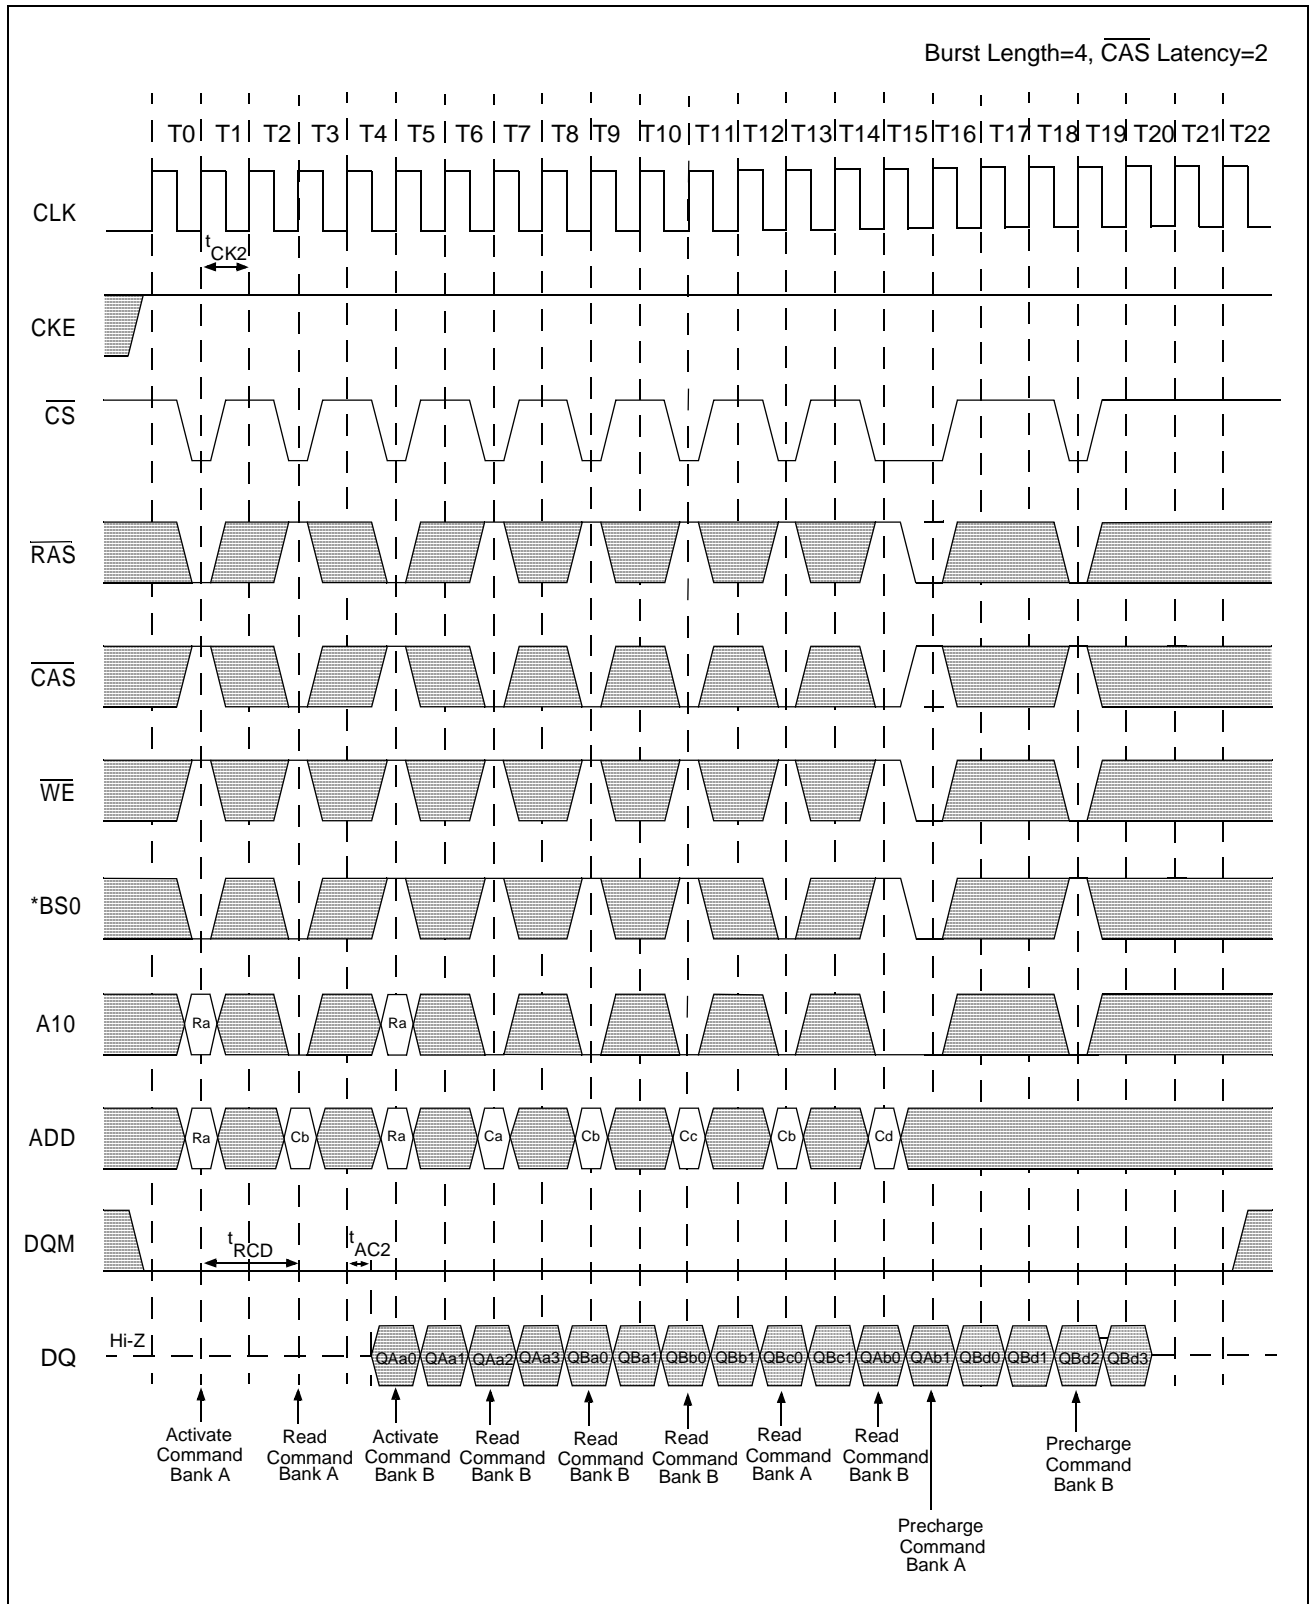 Burst Length=4, CAS Latency=2
T0 T1 T2 T3 T4 T5 T6 T7 T8 T9 T10 T11 T12 T13 T14 T15 T16 T17 T18 T19 T20 T21 T22
CLK
tCK2
CKE
CS
RAS
CAS
WE
*BS0
A10
Ra Ra
ADD
Ra Cb Ra Ca Cb Cc Cb Cd
DQM
tRCD tAC2
DQ
Hi-Z
QAa0 QAa1 QAa2 QAa3 QBa0 QBa1 QBb0 QBb1 QBc0 QBc1 QAb0 QAb1 QBd0 QBd1 QBd2 QBd3
Activate
Command
Bank A
Read
Command
Bank A
Activate
Command
Bank B
Read
Command
Bank B
Read
Command
Bank B
Read
Command
Bank B
Read
Command
Bank A
Read
Command
Bank B
Precharge
Command
Bank A
Precharge
Command
Bank B